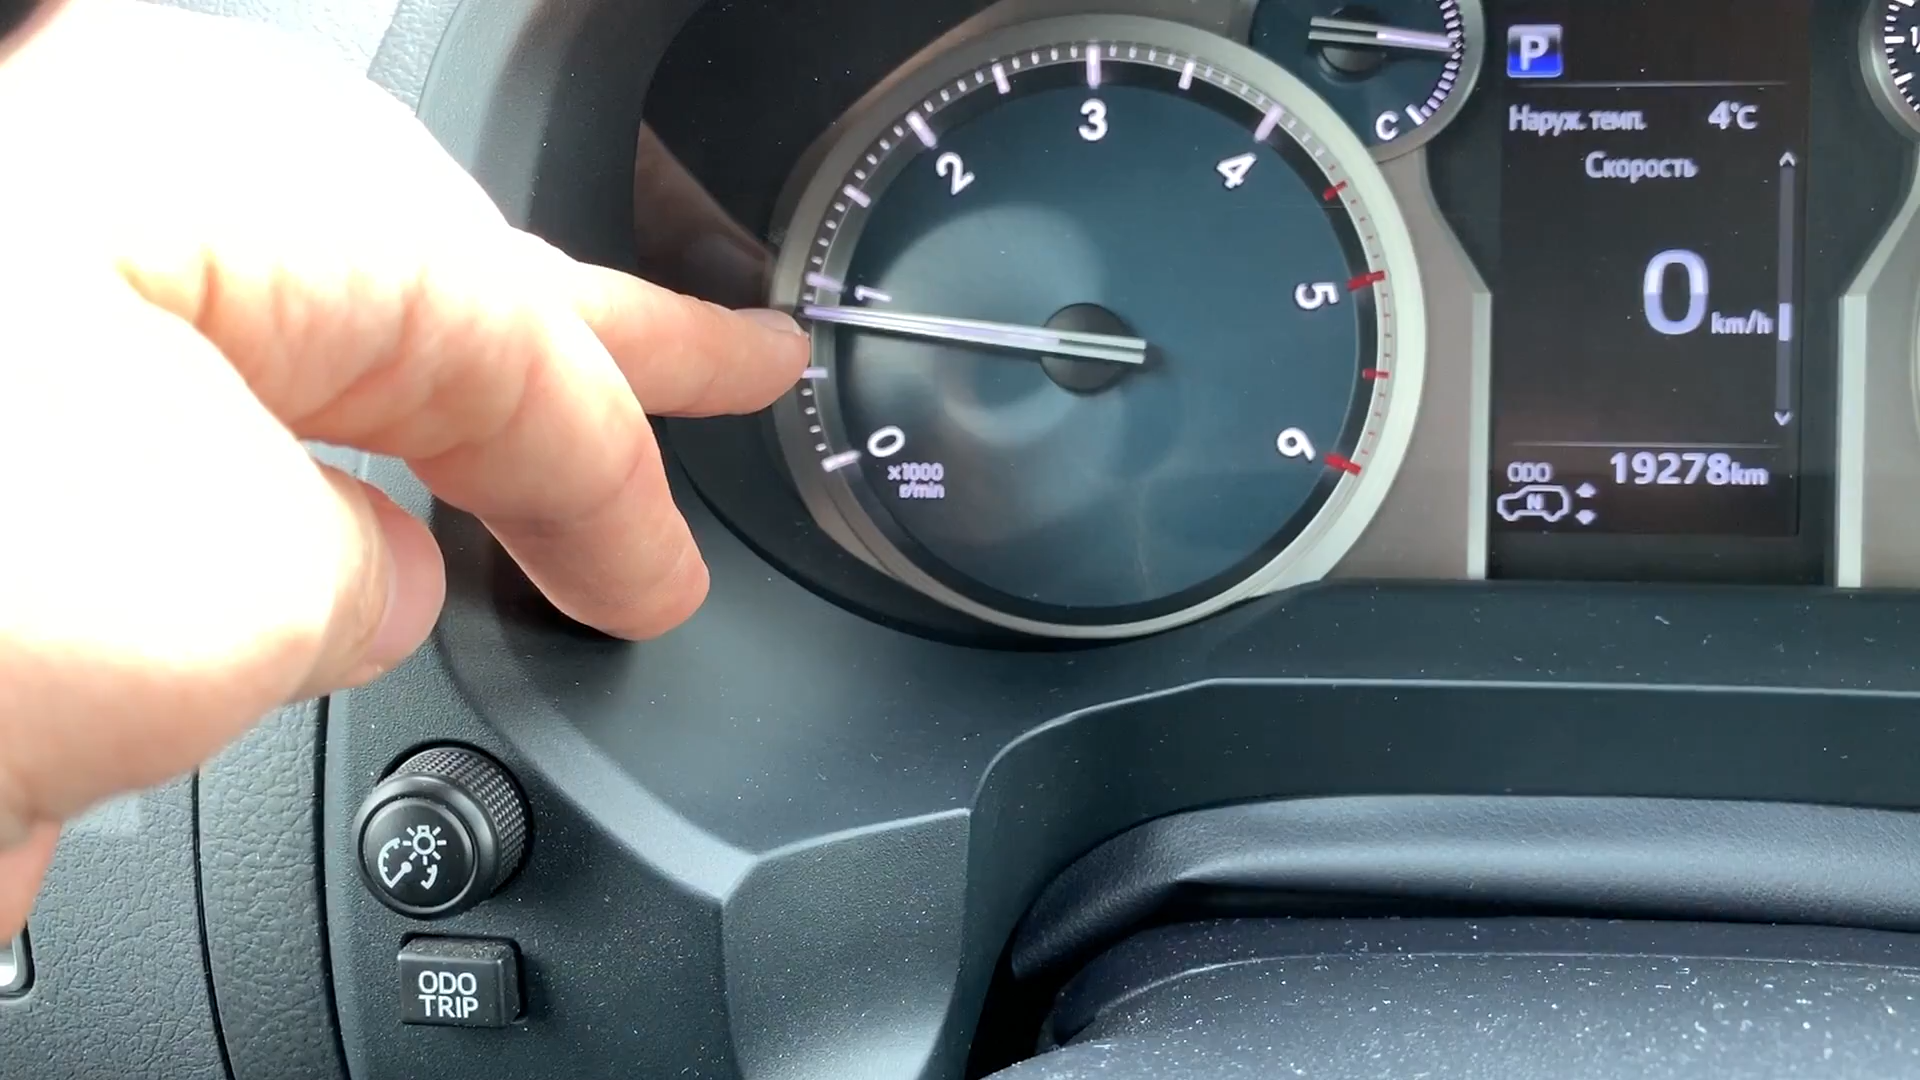 0
1
2
3
4
5
6
x1000
r/min
C
P
Наруж. темп. 4°C
Скорость
0 km/h
ODO 19278km
N
ODO
TRIP